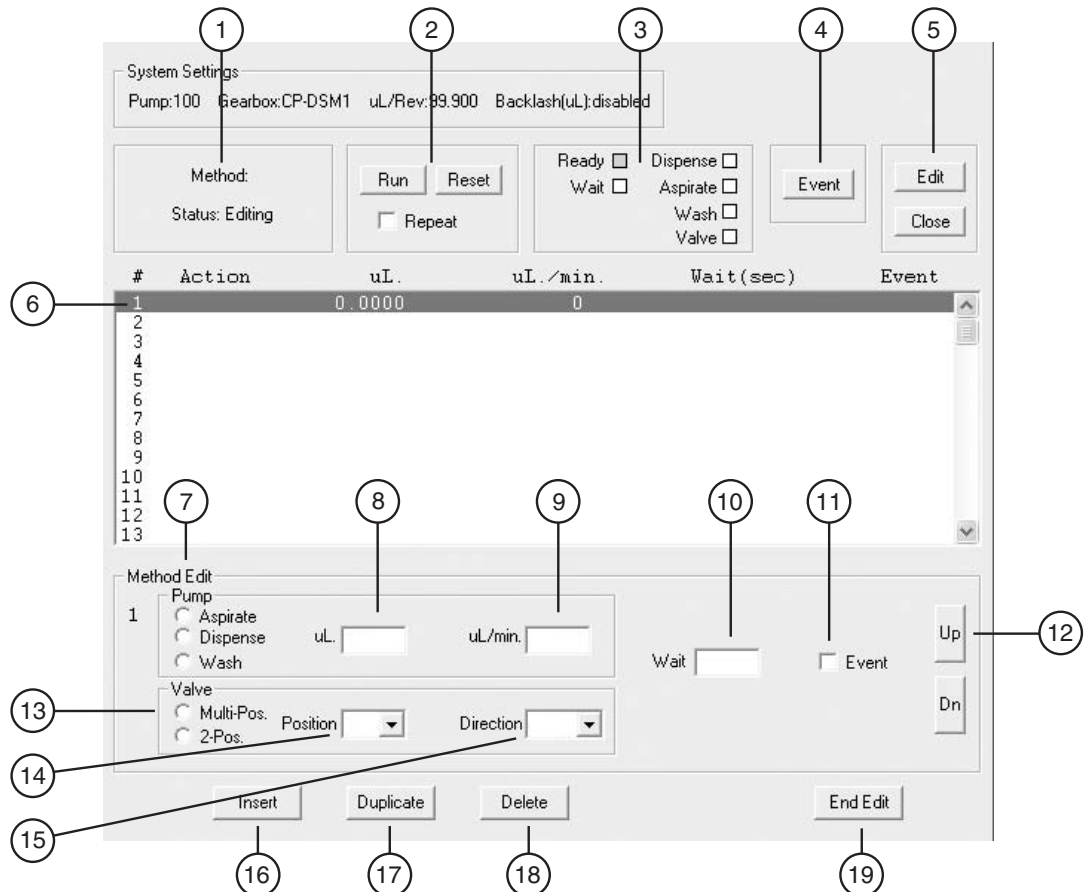 1 2 3 4 5
System Settings
Pump:100 Gearbox:CP-DSM1 uL/Rev:99.900 Backlash(uL):disabled
Method:
Status: Editing
Run Reset
Repeat
Ready Dispense
Wait Aspirate
Wash
Valve
Event
Edit
Close
# Action uL. uL./min. Wait(sec) Event
6
1 0.0000 0
2
3
4
5
6
7
8
9
10
11
12
13
7 8 9 10 11
Method Edit
1
Pump
Aspirate
Dispense
Wash
uL.
uL/min.
Wait
Event
Up
Dn
12
13
Valve
Multi-Pos.
2-Pos.
Position
Direction
14
15
Insert Duplicate Delete End Edit
16 17 18 19